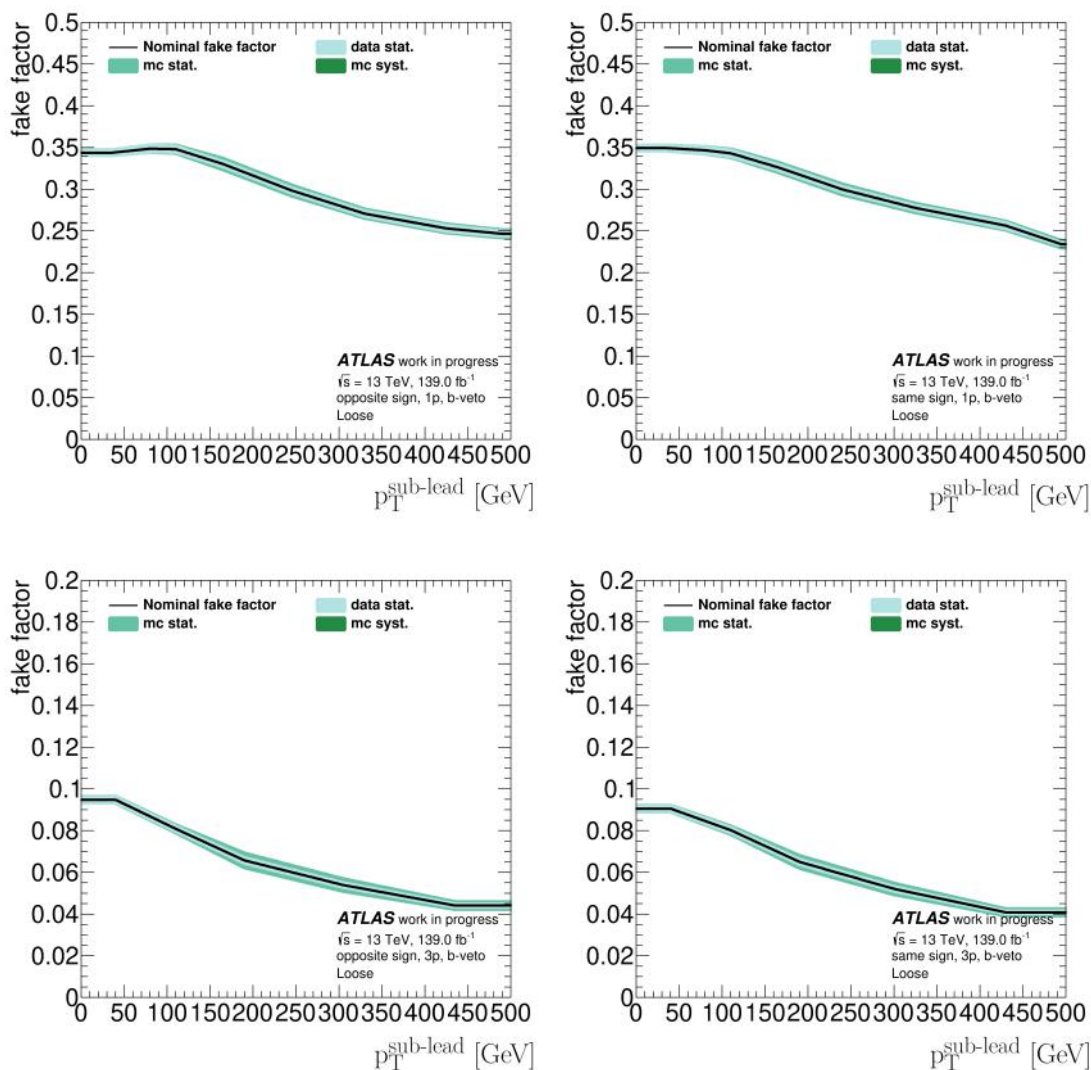 fake factor
0.5
0.45
0.4
0.35
0.3
0.25
0.2
0.15
0.1
0.05
0
Nominal fake factor
data stat.
mc stat.
mc syst.
ATLAS work in progress
√s = 13 TeV, 139.0 fb⁻¹
opposite sign, 1p, b-veto
Loose
0 50 100 150 200 250 300 350 400 450 500
p_T^sub-lead [GeV]
fake factor
0.5
0.45
0.4
0.35
0.3
0.25
0.2
0.15
0.1
0.05
0
Nominal fake factor
data stat.
mc stat.
mc syst.
ATLAS work in progress
√s = 13 TeV, 139.0 fb⁻¹
same sign, 1p, b-veto
Loose
0 50 100 150 200 250 300 350 400 450 500
p_T^sub-lead [GeV]
fake factor
0.2
0.18
0.16
0.14
0.12
0.1
0.08
0.06
0.04
0.02
0
Nominal fake factor
data stat.
mc stat.
mc syst.
ATLAS work in progress
√s = 13 TeV, 139.0 fb⁻¹
opposite sign, 3p, b-veto
Loose
0 50 100 150 200 250 300 350 400 450 500
p_T^sub-lead [GeV]
fake factor
0.2
0.18
0.16
0.14
0.12
0.1
0.08
0.06
0.04
0.02
0
Nominal fake factor
data stat.
mc stat.
mc syst.
ATLAS work in progress
√s = 13 TeV, 139.0 fb⁻¹
same sign, 3p, b-veto
Loose
0 50 100 150 200 250 300 350 400 450 500
p_T^sub-lead [GeV]